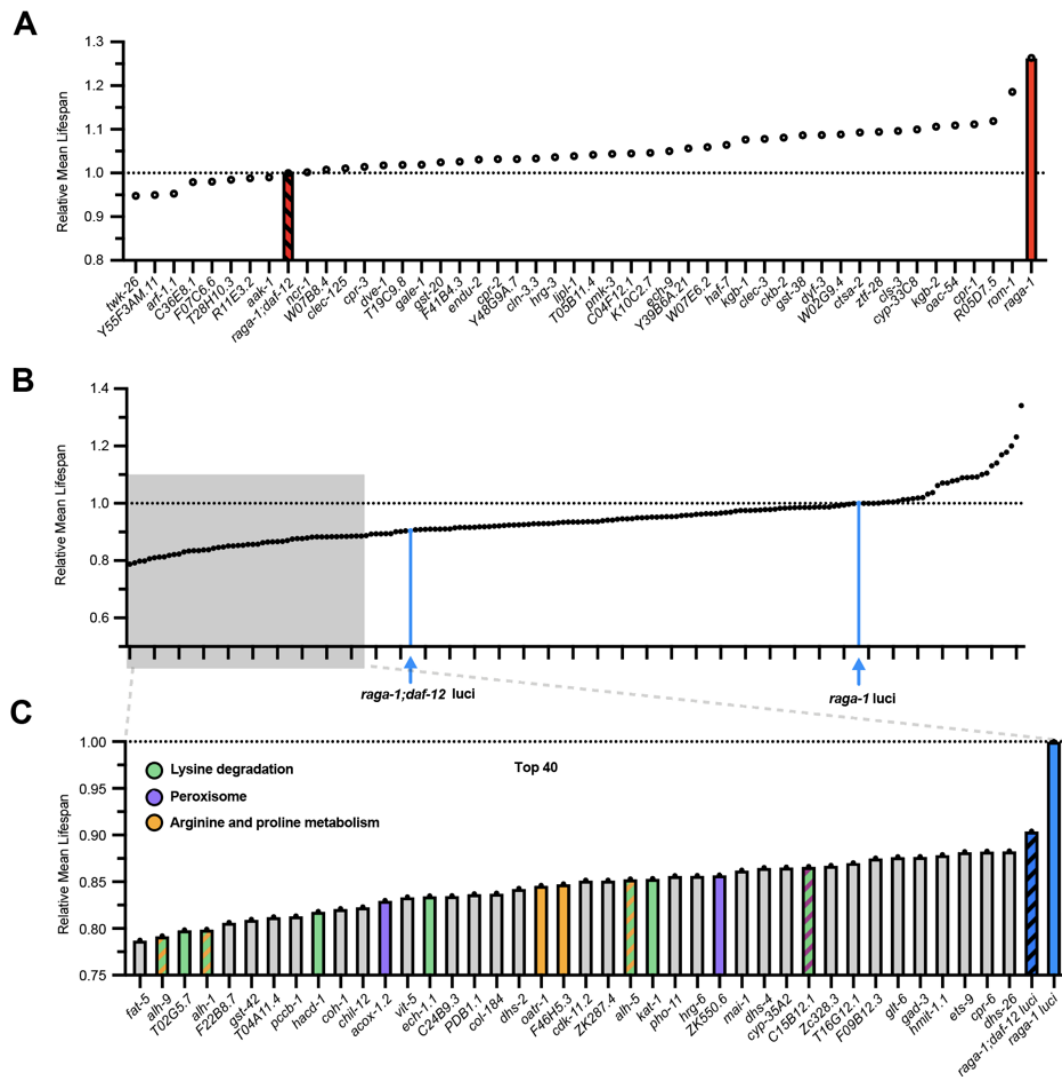 A
Relative Mean Lifespan
1.3
1.2
1.1
1.0
0.9
0.8
twk-26
Y55F3AM.11
arf-1.1
C36E8.1
F07C6.6
T28H10.3
R11E3.2
aak-1
raga-1;daf-12
ncr-1
W07B8.4
clec-125
cpr-3
dve-1
T19C9.8
gale-1
gst-20
F41B4.3
endu-2
cpr-2
Y48G9A.7
cln-3.3
hrg-3
lipl-1
T05B11.4
pmk-3
C04F12.1
K10C2.7
ech-9
Y39B6A.21
W07E6.2
haf-7
kgb-1
clec-3
ckb-2
gst-38
dyf-3
W02G9.4
ctsa-2
ztf-28
cls-3
cyp-33C8
kgb-2
oac-54
cpr-1
R05D7.5
rom-1
raga-1
B
Relative Mean Lifespan
1.4
1.2
1.0
0.8
0.6
raga-1;daf-12 luci
raga-1 luci
C
Relative Mean Lifespan
1.00
0.95
0.90
0.85
0.80
0.75
Top 40
Lysine degradation
Peroxisome
Arginine and proline metabolism
fat-5
alh-9
T02G5.7
alh-1
F22B8.7
gst-42
T04A11.4
pccb-1
hacd-1
coh-1
chil-12
acox-1.2
vit-5
ech-1.1
C24B9.3
PDB1.1
col-184
dhs-2
oatr-1
F46H5.3
cdk-11.2
ZK287.4
alh-5
kat-1
pho-11
hrg-6
ZK550.6
mai-1
dhs-4
cyp-35A2
C15B12.1
Zc328.3
T16G12.1
F09B12.3
glt-6
gad-3
hmit-1.1
ets-9
cpr-6
dhs-26
raga-1;daf-12 luci
raga-1 luci